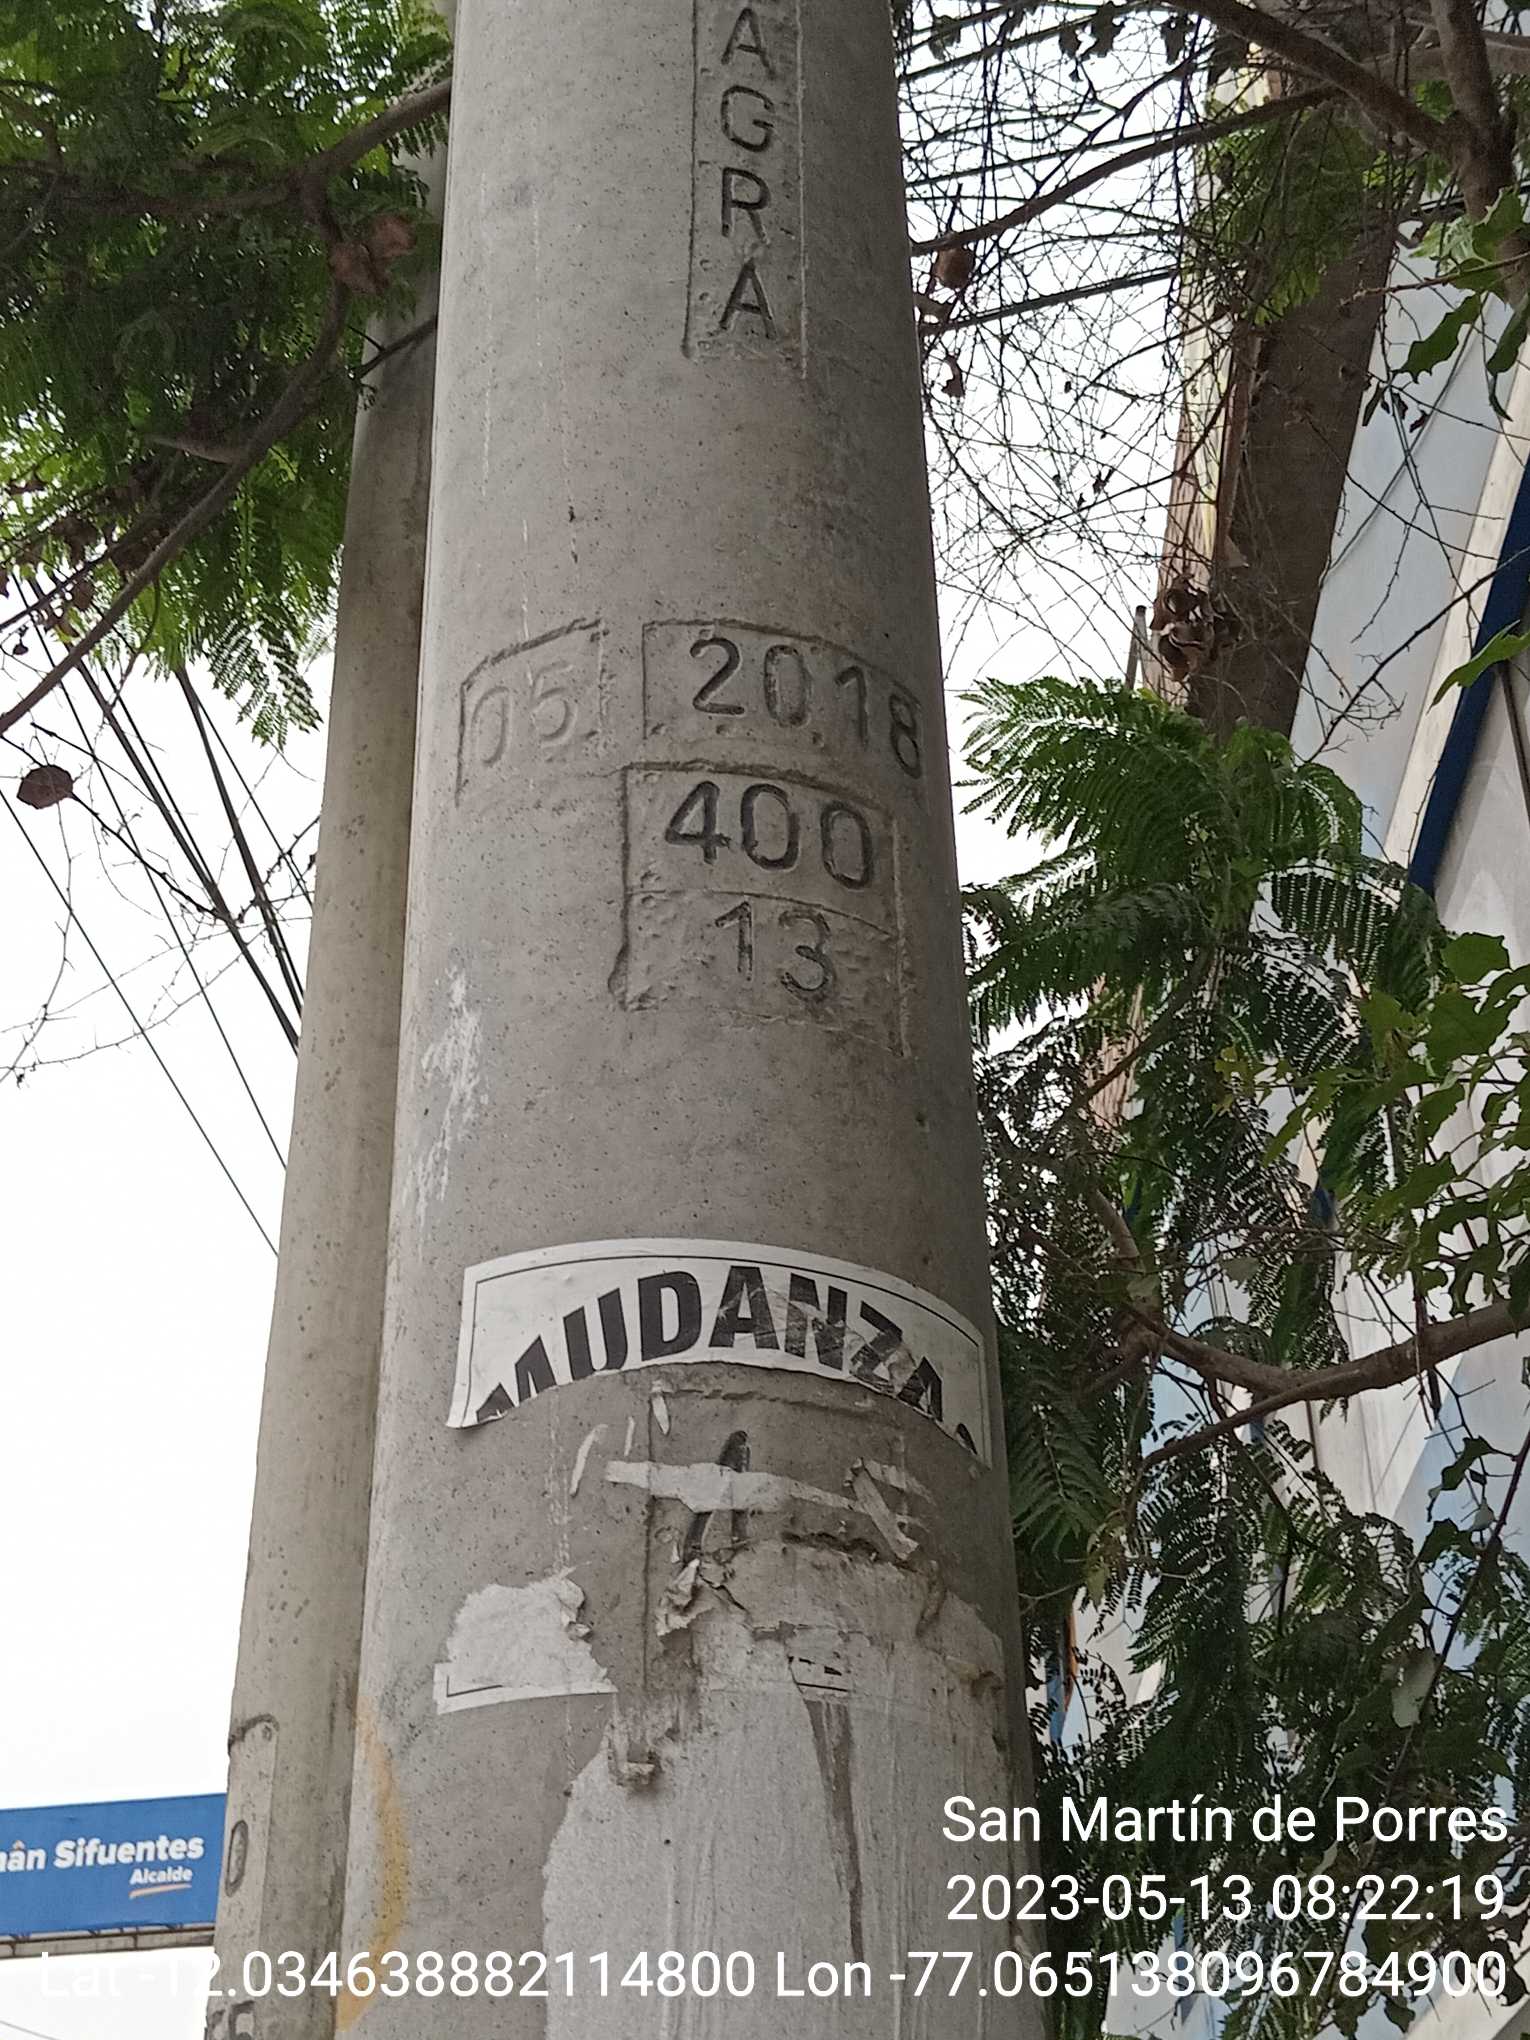 AGRA
05 2018
400
13
MUDANZA
Sifuentes
Alcalde
San Martín de Porres
2023-05-13 08:22:19
Lat -12.034638882114800 Lon -77.065138096784900